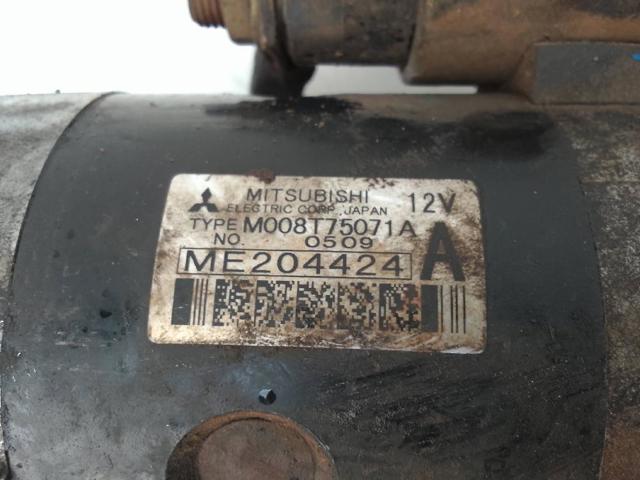 MITSUBISHI 12V
ELECTRIC CORP. JAPAN
TYPE M008T75071A
NO. 0509 A
ME204424